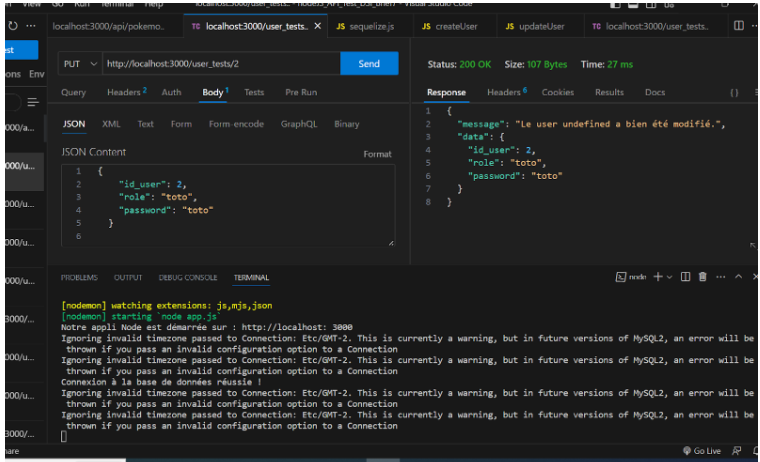 View Go Run Terminal Help localhost:3000/user_tests.. - Visual Studio Code
localhost:3000/api/pokemo.. TC localhost:3000/user_tests.. X JS sequelize.js JS createUser JS updateUser TC localhost:3000/user_tests..
PUT http://localhost:3000/user_tests/2 Send
Status: 200 OK Size: 107 Bytes Time: 27 ms
ons Env
Query Headers 2 Auth Body 1 Tests Pre Run
Response Headers 6 Cookies Results Docs {}
JSON XML Text Form Form-encode GraphQL Binary
JSON Content Format
1 {
2 "id_user": 2,
3 "role": "toto",
4 "password": "toto"
5 }
6
1 {
2 "message": "Le user undefined a bien été modifié.",
3 "data": {
4 "id_user": 2,
5 "role": "toto",
6 "password": "toto"
7 }
8 }
000/a...
000/u...
000/u...
000/u...
000/u...
3000/...
000/u...
000/u...
3000/...
PROBLEMS OUTPUT DEBUG CONSOLE TERMINAL node
[nodemon] watching extensions: js,mjs,json
[nodemon] starting `node app.js`
Notre appli Node est démarrée sur : http://localhost: 3000
Ignoring invalid timezone passed to Connection: Etc/GMT-2. This is currently a warning, but in future versions of MySQL2, an error will be
thrown if you pass an invalid configuration option to a Connection
Ignoring invalid timezone passed to Connection: Etc/GMT-2. This is currently a warning, but in future versions of MySQL2, an error will be
thrown if you pass an invalid configuration option to a Connection
Connexion à la base de données réussie !
Ignoring invalid timezone passed to Connection: Etc/GMT-2. This is currently a warning, but in future versions of MySQL2, an error will be
thrown if you pass an invalid configuration option to a Connection
Ignoring invalid timezone passed to Connection: Etc/GMT-2. This is currently a warning, but in future versions of MySQL2, an error will be
thrown if you pass an invalid configuration option to a Connection
hare Go Live